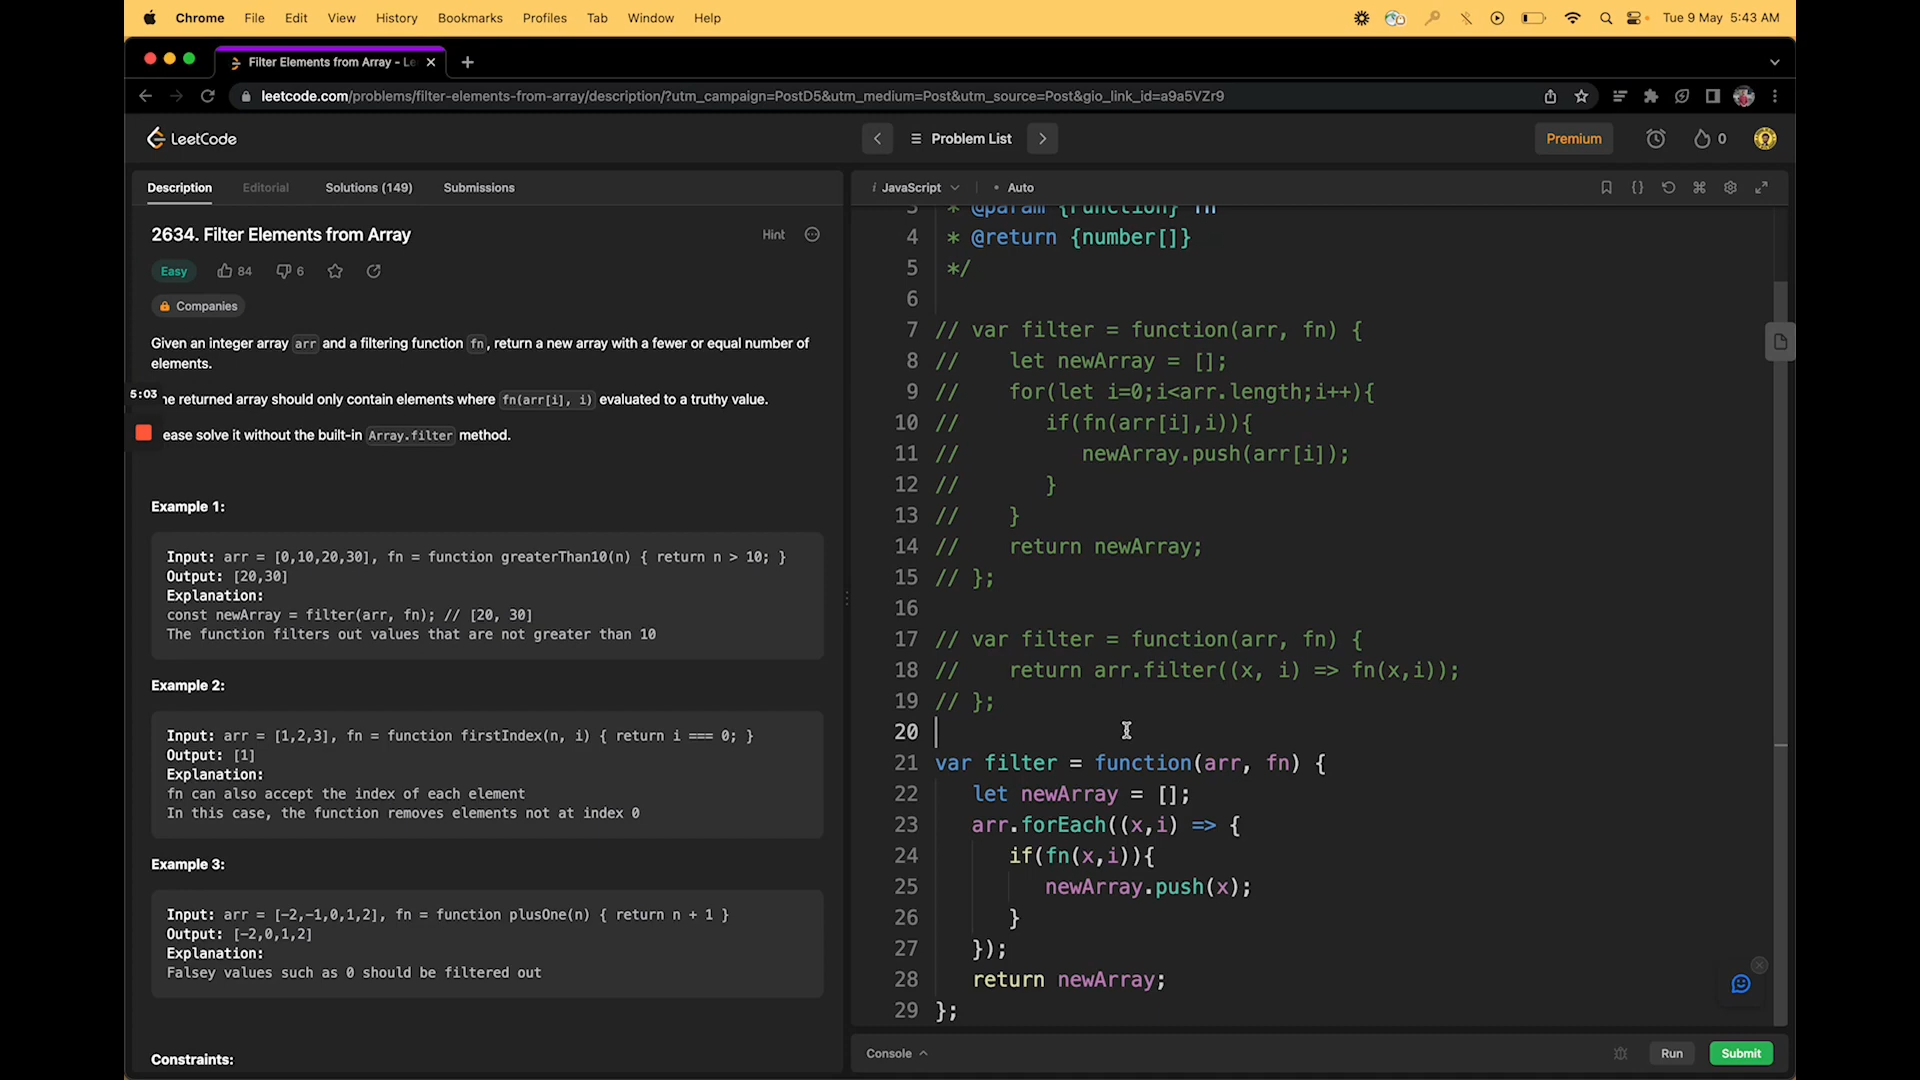 Chrome File Edit View History Bookmarks Profiles Tab Window Help Tue 9 May 5:43 AM
Filter Elements from Array - Le
leetcode.com/problems/filter-elements-from-array/description/?utm_campaign=PostD5&utm_medium=Post&utm_source=Post&gio_link_id=a9a5VZr9
LeetCode Problem List Premium 0
Description Editorial Solutions (149) Submissions
2634. Filter Elements from Array Hint
Easy 84 6
Companies
Given an integer array arr and a filtering function fn, return a new array with a fewer or equal number of
elements.
5:03
he returned array should only contain elements where fn(arr[i], i) evaluated to a truthy value.
ease solve it without the built-in Array.filter method.
Example 1:
Input: arr = [0,10,20,30], fn = function greaterThan10(n) { return n > 10; }
Output: [20,30]
Explanation:
const newArray = filter(arr, fn); // [20, 30]
The function filters out values that are not greater than 10
Example 2:
Input: arr = [1,2,3], fn = function firstIndex(n, i) { return i === 0; }
Output: [1]
Explanation:
fn can also accept the index of each element
In this case, the function removes elements not at index 0
Example 3:
Input: arr = [-2,-1,0,1,2], fn = function plusOne(n) { return n + 1 }
Output: [-2,0,1,2]
Explanation:
Falsey values such as 0 should be filtered out
Constraints:
i JavaScript Auto
3 * @param {Function} fn
4 * @return {number[]}
5 */
6
7 // var filter = function(arr, fn) {
8 // let newArray = [];
9 // for(let i=0;i<arr.length;i++){
10 // if(fn(arr[i],i)){
11 // newArray.push(arr[i]);
12 // }
13 // }
14 // return newArray;
15 // };
16
17 // var filter = function(arr, fn) {
18 // return arr.filter((x, i) => fn(x,i));
19 // };
20
21 var filter = function(arr, fn) {
22 let newArray = [];
23 arr.forEach((x,i) => {
24 if(fn(x,i)){
25 newArray.push(x);
26 }
27 });
28 return newArray;
29 };
Console Run Submit